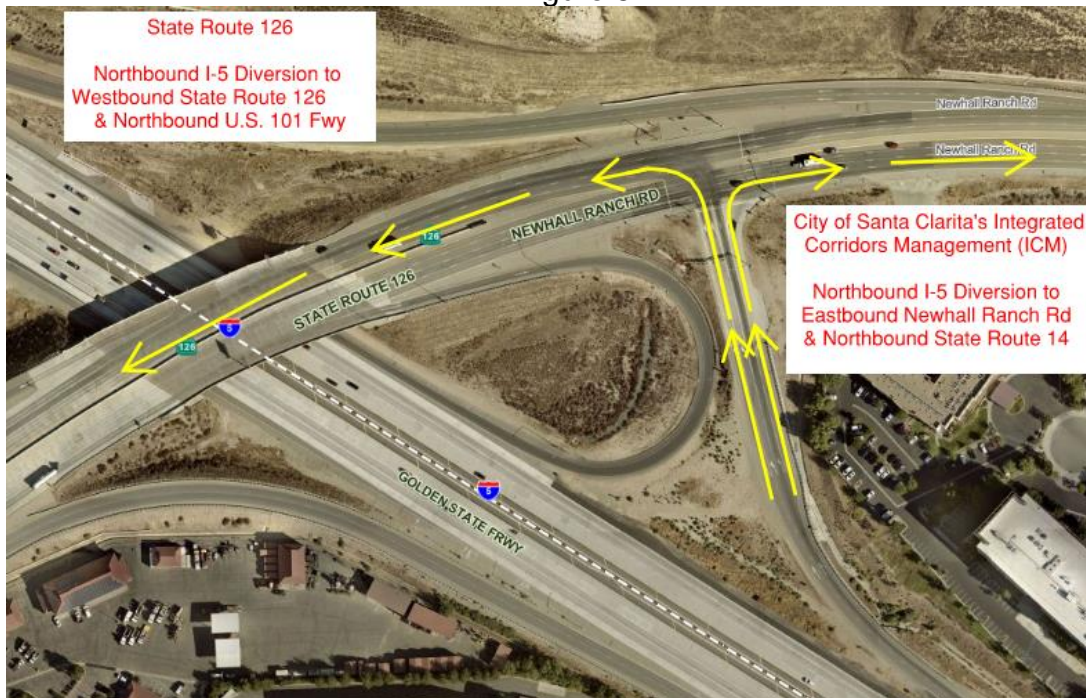 State Route 126
Northbound I-5 Diversion to
Westbound State Route 126
& Northbound U.S. 101 Fwy
Newhall Ranch Rd
Newhall Ranch Rd
NEWHALL RANCH RD
126
STATE ROUTE 126
5
126
City of Santa Clarita's Integrated
Corridors Management (ICM)
Northbound I-5 Diversion to
Eastbound Newhall Ranch Rd
& Northbound State Route 14
GOLDEN STATE FRWY
5